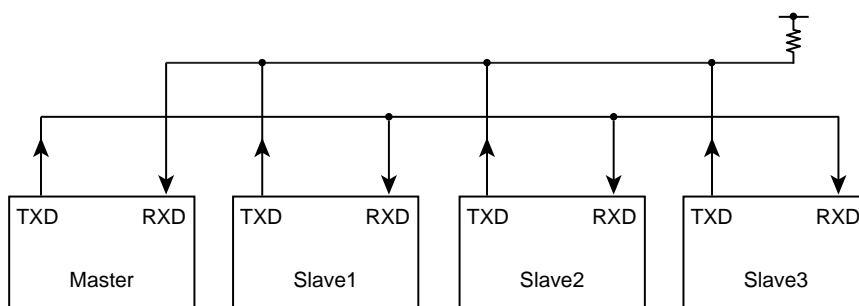 TXD RXD TXD RXD TXD RXD TXD RXD
Master Slave1 Slave2 Slave3